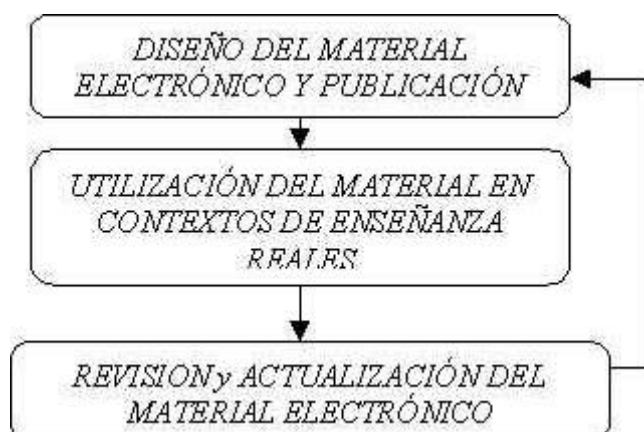 DISEÑO DEL MATERIAL
ELECTRÓNICO Y PUBLICACIÓN
UTILIZACIÓN DEL MATERIAL EN
CONTEXTOS DE ENSEÑANZA
REALES
REVISION y ACTUALIZACIÓN DEL
MATERIAL ELECTRÓNICO